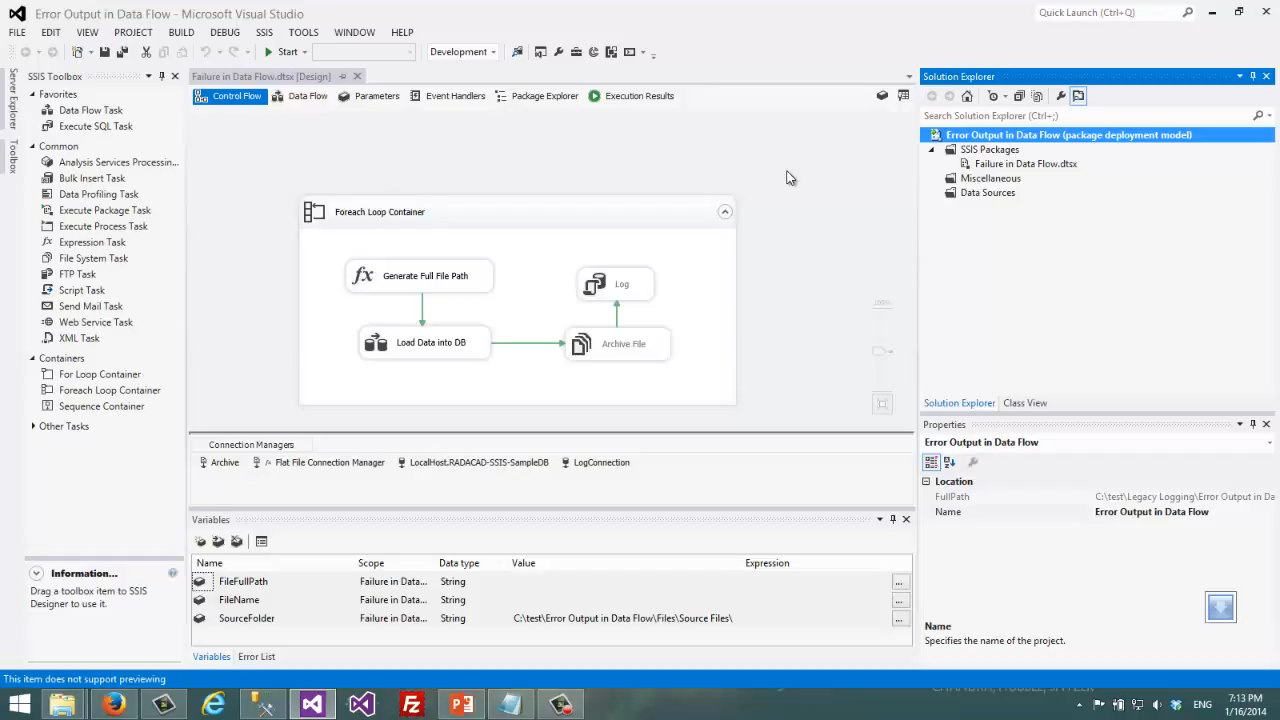 Error Output in Data Flow - Microsoft Visual Studio
Quick Launch (Ctrl+Q)
FILE EDIT VIEW PROJECT BUILD DEBUG SSIS TOOLS WINDOW HELP
Start
Development
Server Explorer
Toolbox
SSIS Toolbox
Favorites
Data Flow Task
Execute SQL Task
Common
Analysis Services Processin...
Bulk Insert Task
Data Profiling Task
Execute Package Task
Execute Process Task
Expression Task
File System Task
FTP Task
Script Task
Send Mail Task
Web Service Task
XML Task
Containers
For Loop Container
Foreach Loop Container
Sequence Container
Other Tasks
Information...
Drag a toolbox item to SSIS
Designer to use it.
Failure in Data Flow.dtsx [Design]
Control Flow Data Flow Parameters Event Handlers Package Explorer Execution Results
Foreach Loop Container
fx Generate Full File Path
Log
Load Data into DB
Archive File
100%
Connection Managers
Archive fx Flat File Connection Manager LocalHost.RADACAD-SSIS-SampleDB LogConnection
Variables
Name Scope Data type Value Expression
FileFullPath Failure in Data... String ...
FileName Failure in Data... String ...
SourceFolder Failure in Data... String C:\test\Error Output in Data Flow\Files\Source Files\ ...
Variables Error List
Solution Explorer
Search Solution Explorer (Ctrl+;)
Error Output in Data Flow (package deployment model)
SSIS Packages
Failure in Data Flow.dtsx
Miscellaneous
Data Sources
Solution Explorer Class View
Properties
Error Output in Data Flow
Location
FullPath C:\test\Legacy Logging\Error Output in Da
Name Error Output in Data Flow
Name
Specifies the name of the project.
This item does not support previewing
ENG
7:13 PM
1/16/2014